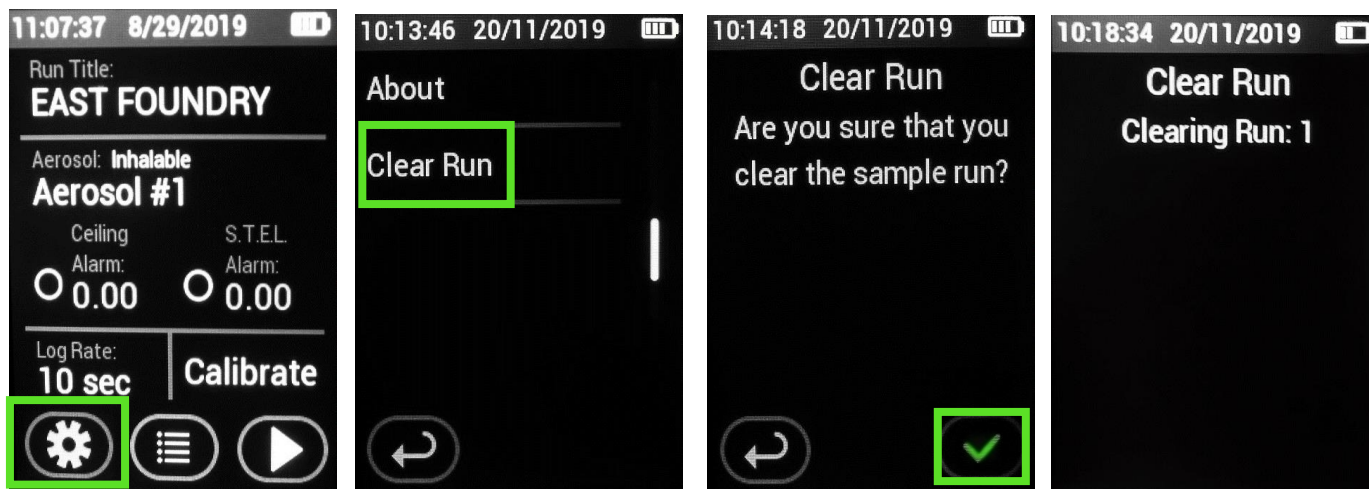 11:07:37 8/29/2019
Run Title:
EAST FOUNDRY
Aerosol: Inhalable
Aerosol #1
Ceiling
Alarm:
0.00
S.T.E.L.
Alarm:
0.00
Log Rate:
10 sec
Calibrate
10:13:46 20/11/2019
About
Clear Run
10:14:18 20/11/2019
Clear Run
Are you sure that you
clear the sample run?
10:18:34 20/11/2019
Clear Run
Clearing Run: 1